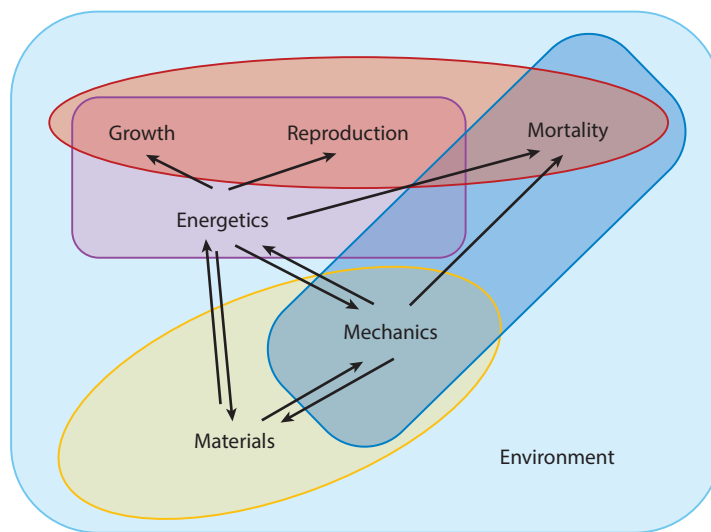 Growth
Reproduction
Mortality
Energetics
Mechanics
Materials
Environment